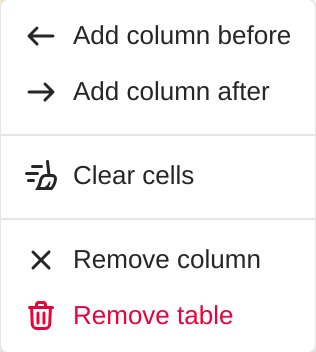 Add column before
Add column after
Clear cells
Remove column
Remove table